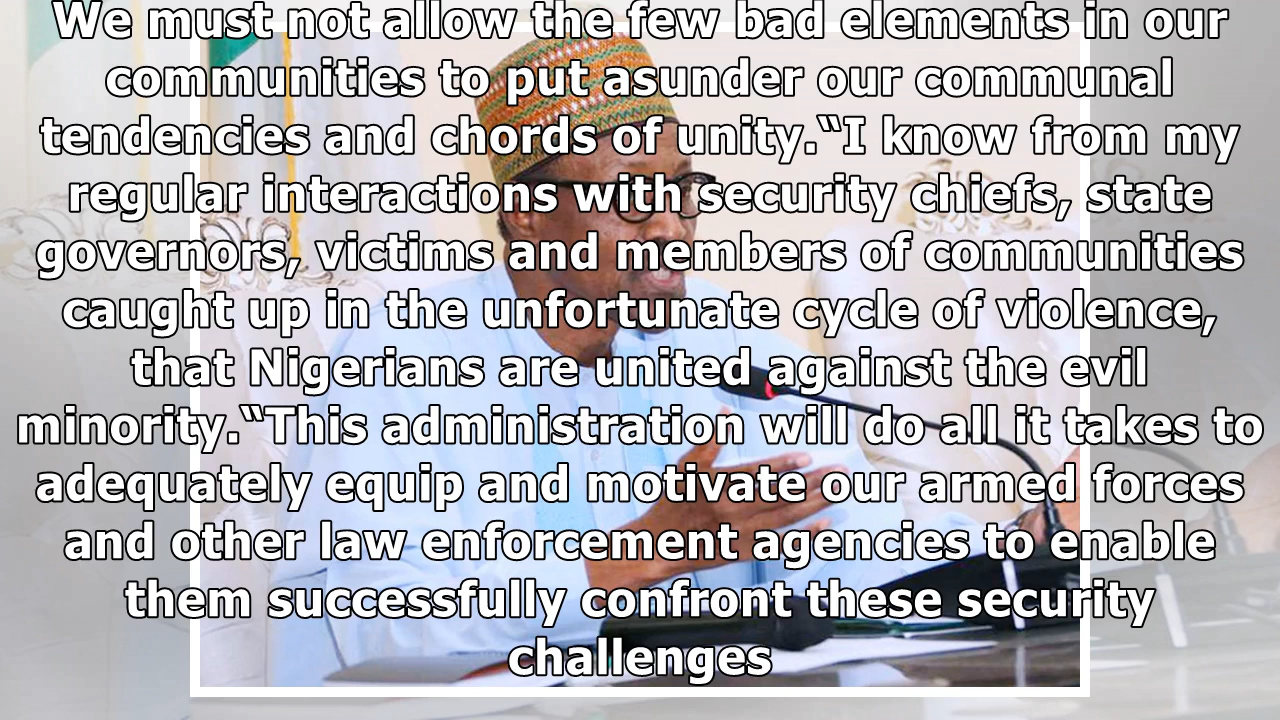 We must not allow the few bad elements in our
communities to put asunder our communal
tendencies and chords of unity.“I know from my
regular interactions with security chiefs, state
governors, victims and members of communities
caught up in the unfortunate cycle of violence,
that Nigerians are united against the evil
minority.“This administration will do all it takes to
adequately equip and motivate our armed forces
and other law enforcement agencies to enable
them successfully confront these security
challenges